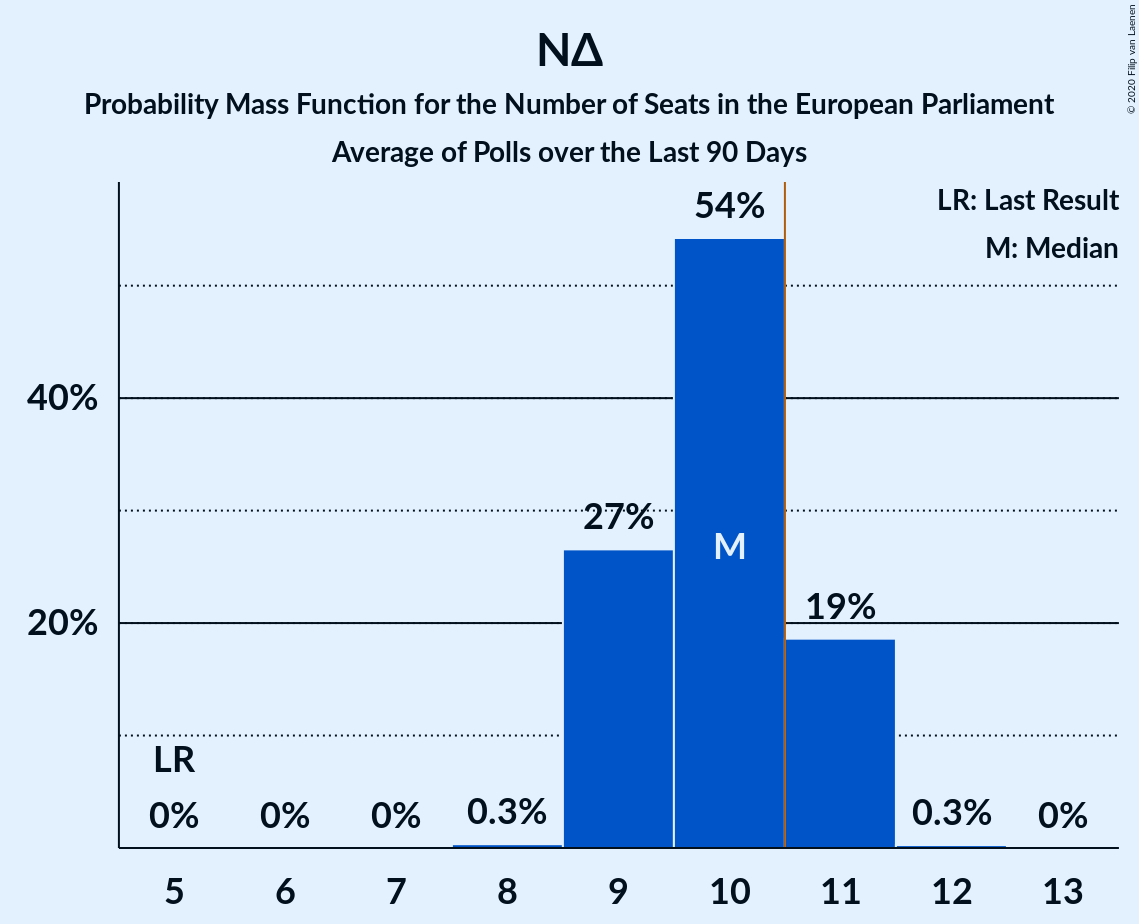 ΝΔ
Probability Mass Function for the Number of Seats in the European Parliament
Average of Polls over the Last 90 Days
© 2020 Filip van Laenen
LR: Last Result
M: Median
54%
40%
27%
M
19%
20%
LR
0% 0% 0% 0.3% 0.3% 0%
5 6 7 8 9 10 11 12 13